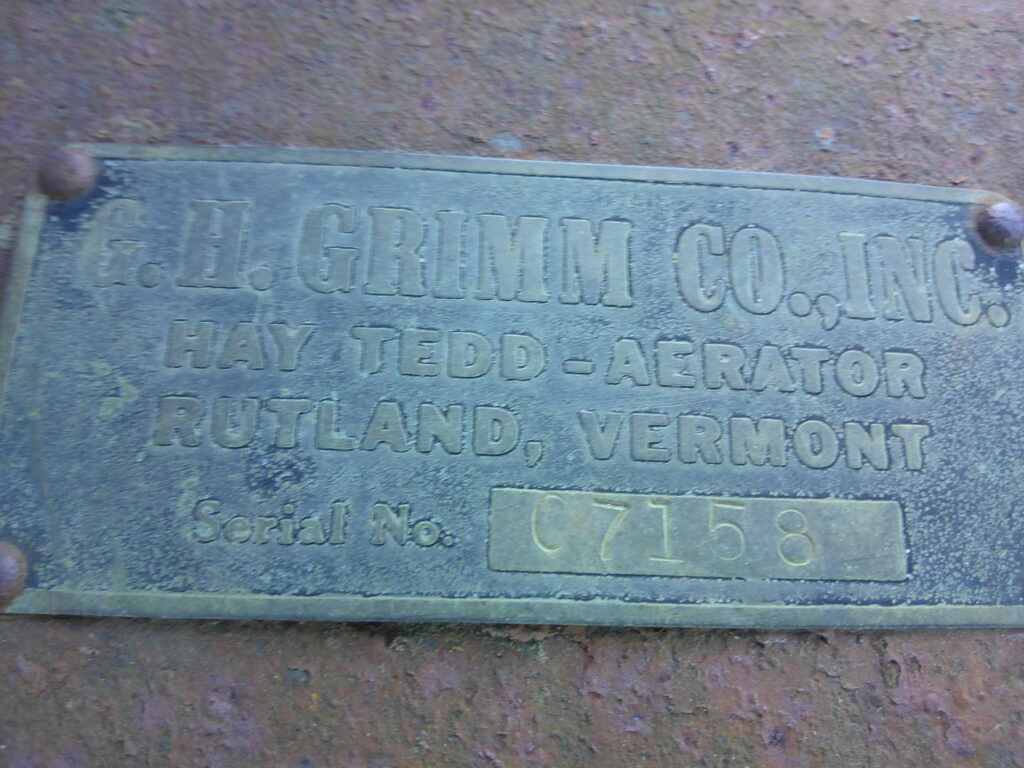 G. H. GRIMM CO., INC.
HAY TEDD-AERATOR
RUTLAND, VERMONT
Serial No. C7158